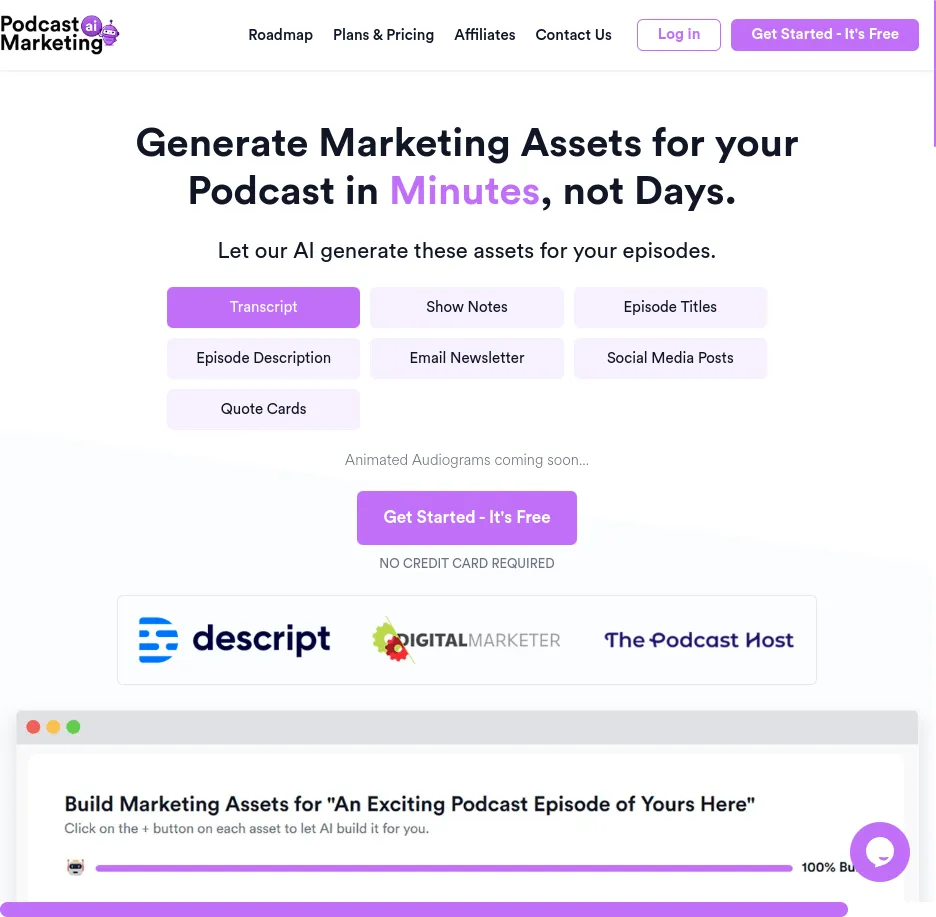 Podcast ai
Marketing
Roadmap Plans & Pricing Affiliates Contact Us Log in Get Started - It's Free
Generate Marketing Assets for your
Podcast in Minutes, not Days.
Let our AI generate these assets for your episodes.
Transcript Show Notes Episode Titles
Episode Description Email Newsletter Social Media Posts
Quote Cards
Animated Audiograms coming soon...
Get Started - It's Free
NO CREDIT CARD REQUIRED
descript DIGITALMARKETER The Podcast Host
Build Marketing Assets for "An Exciting Podcast Episode of Yours Here"
Click on the + button on each asset to let AI build it for you.
100%